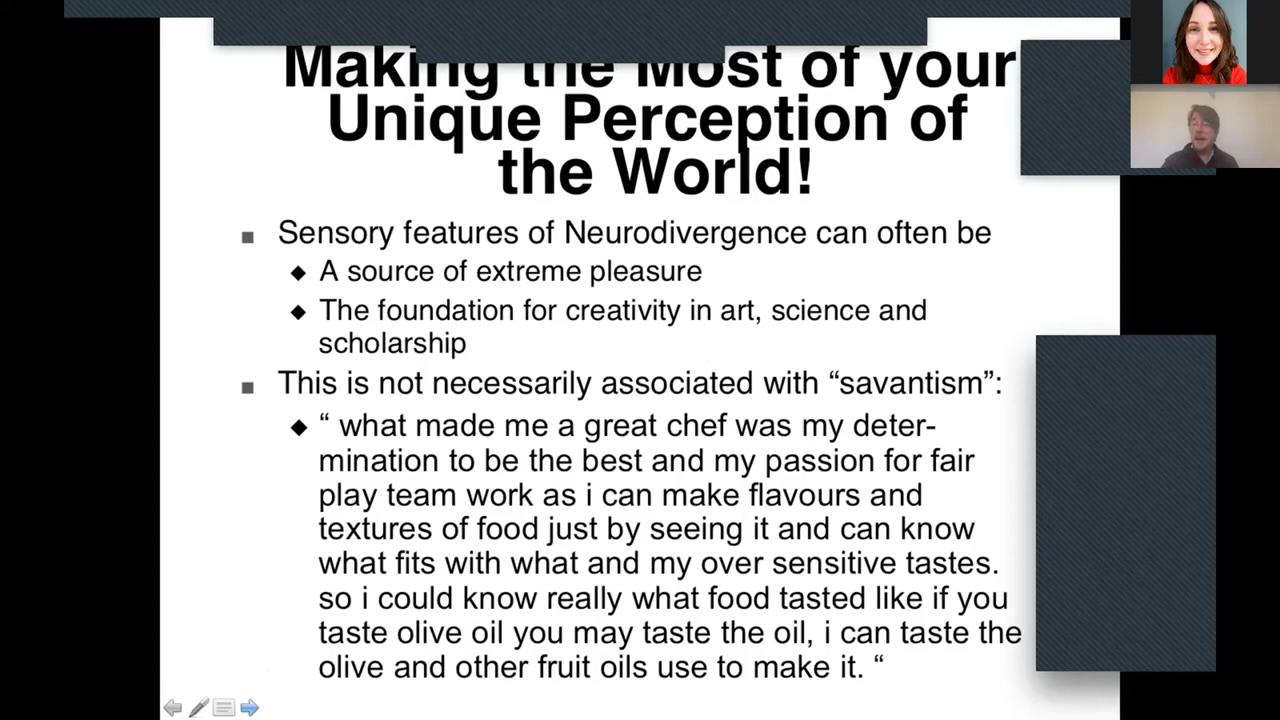 Making the Most of your
Unique Perception of
the World!
Sensory features of Neurodivergence can often be
A source of extreme pleasure
The foundation for creativity in art, science and
scholarship
This is not necessarily associated with “savantism”:
“ what made me a great chef was my deter-
mination to be the best and my passion for fair
play team work as i can make flavours and
textures of food just by seeing it and can know
what fits with what and my over sensitive tastes.
so i could know really what food tasted like if you
taste olive oil you may taste the oil, i can taste the
olive and other fruit oils use to make it. “